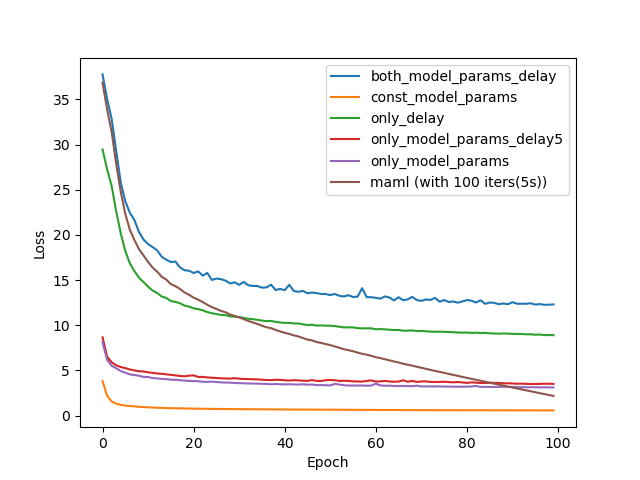 both_model_params_delay
const_model_params
only_delay
only_model_params_delay5
only_model_params
maml (with 100 iters(5s))
35
30
25
20
15
10
5
0
Loss
0 20 40 60 80 100
Epoch